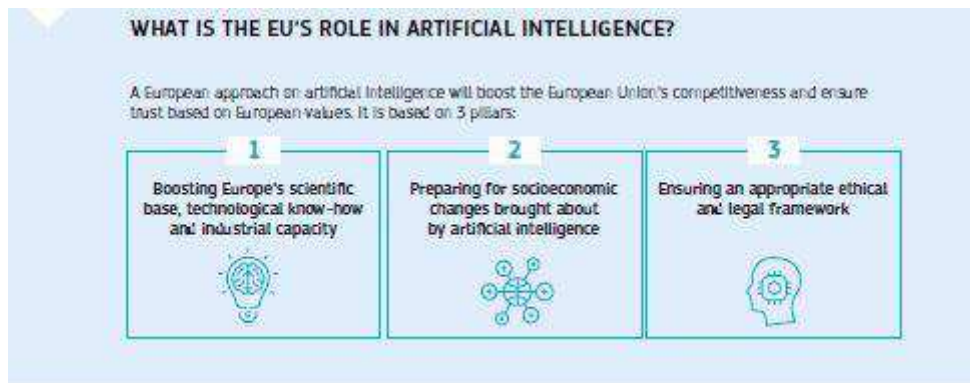 WHAT IS THE EU'S ROLE IN ARTIFICIAL INTELLIGENCE?
A European approach on artificial intelligence will boost the European Union's competitiveness and ensure
trust based on European values. It is based on 3 pillars:
1
Boosting Europe's scientific
base, technological know-how
and industrial capacity
2
Preparing for socioeconomic
changes brought about
by artificial intelligence
3
Ensuring an appropriate ethical
and legal framework